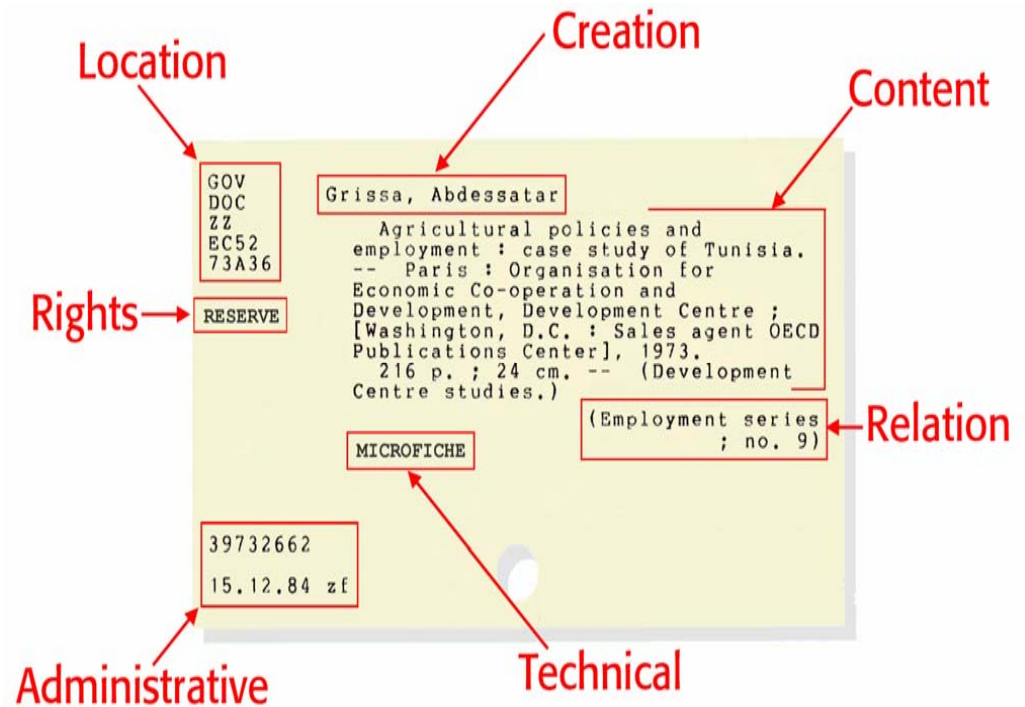 Creation
Location
Content
GOV
DOC
ZZ
EC52
73A36
Grissa, Abdessatar
Agricultural policies and
employment : case study of Tunisia.
-- Paris : Organisation for
Economic Co-operation and
Development, Development Centre ;
[Washington, D.C. : Sales agent OECD
Publications Center], 1973.
216 p. ; 24 cm. -- (Development
Centre studies.)
Rights
RESERVE
(Employment series
; no. 9)
Relation
MICROFICHE
39732662
15.12.84 zf
Administrative
Technical